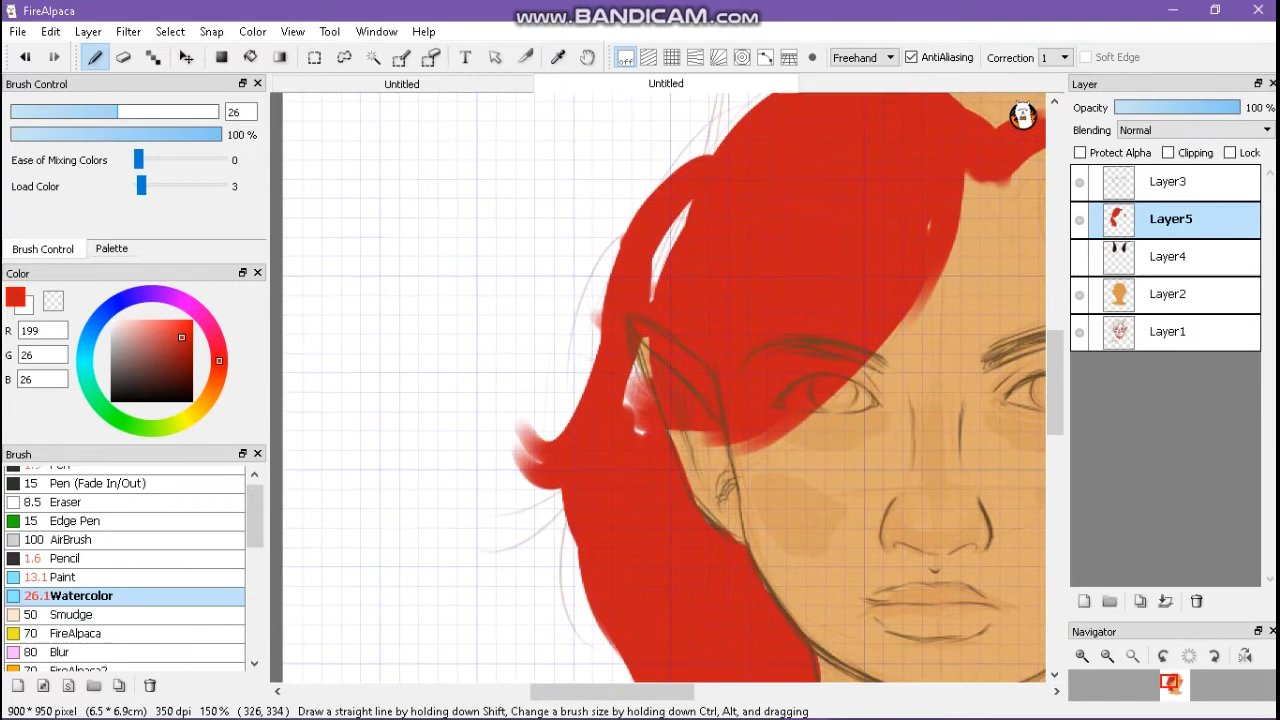 FireAlpaca
www.BANDICAM.com
File Edit Layer Filter Select Snap Color View Tool Window Help
off Freehand AntiAliasing Correction 1 Soft Edge
Brush Control
Untitled Untitled
Layer
26
100 %
Ease of Mixing Colors 0
Load Color 3
Brush Control Palette
Color
R 199
G 26
B 26
Brush
15 Pen (Fade In/Out)
8.5 Eraser
15 Edge Pen
100 AirBrush
1.6 Pencil
13.1 Paint
26.1 Watercolor
50 Smudge
70 FireAlpaca
80 Blur
70 FireAlpaca2
Opacity 100 %
Blending Normal
Protect Alpha Clipping Lock
Layer3
Layer5
Layer4
Layer2
Layer1
Navigator
900 * 950 pixel (6.5 * 6.9cm) 350 dpi 150 % ( 326, 334 ) Draw a straight line by holding down Shift, Change a brush size by holding down Ctrl, Alt, and dragging